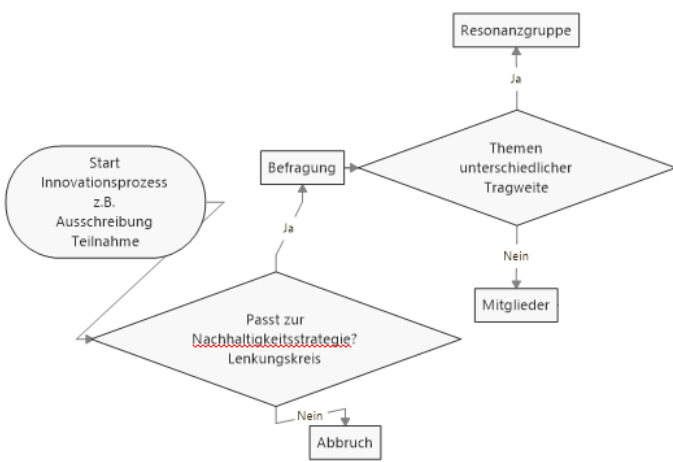 Start
Innovationsprozess
z.B.
Ausschreibung
Teilnahme
Passt zur
Nachhaltigkeitsstrategie?
Lenkungskreis
Nein
Abbruch
Ja
Befragung
Themen
unterschiedlicher
Tragweite
Ja
Resonanzgruppe
Nein
Mitglieder